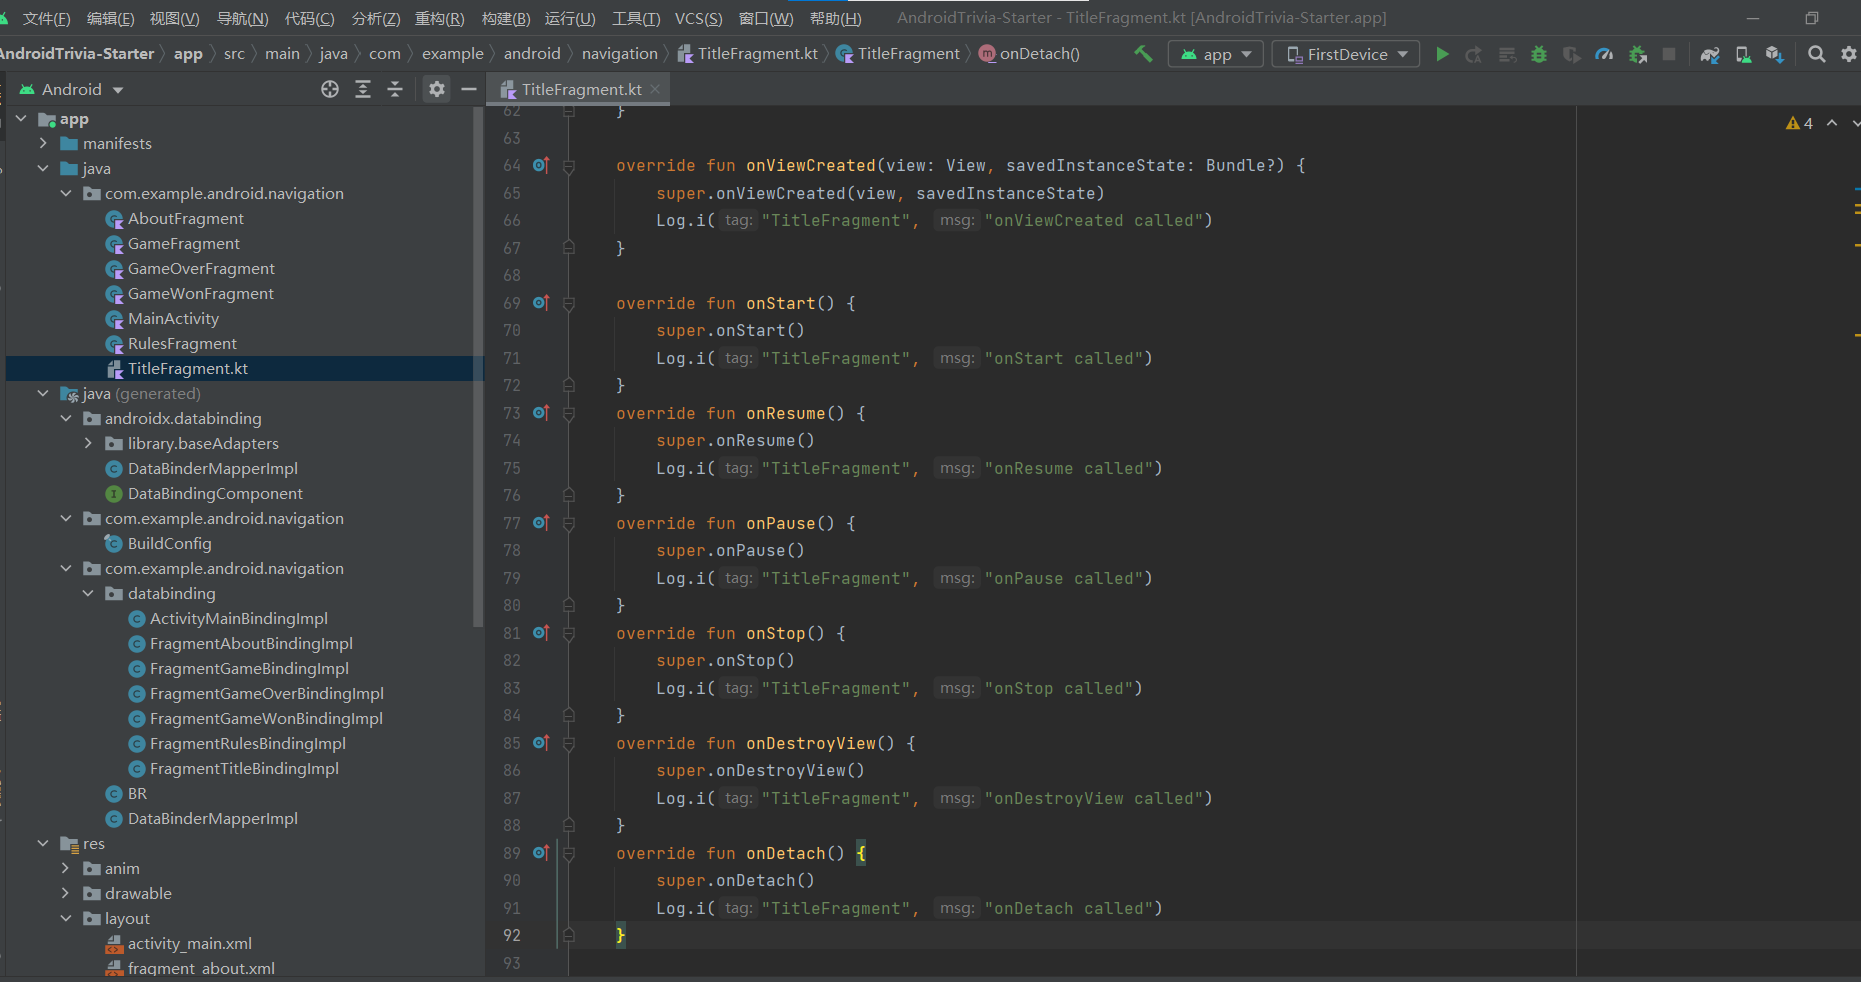 文件(F) 编辑(E) 视图(V) 导航(N) 代码(C) 分析(Z) 重构(R) 构建(B) 运行(U) 工具(T) VCS(S) 窗口(W) 帮助(H) AndroidTrivia-Starter - TitleFragment.kt [AndroidTrivia-Starter.app]
AndroidTrivia-Starter app src main java com example android navigation TitleFragment.kt TitleFragment onDetach() app FirstDevice
Android
TitleFragment.kt
app
manifests
java
com.example.android.navigation
AboutFragment
GameFragment
GameOverFragment
GameWonFragment
MainActivity
RulesFragment
TitleFragment.kt
java (generated)
androidx.databinding
library.baseAdapters
DataBinderMapperImpl
DataBindingComponent
com.example.android.navigation
BuildConfig
com.example.android.navigation
databinding
ActivityMainBindingImpl
FragmentAboutBindingImpl
FragmentGameBindingImpl
FragmentGameOverBindingImpl
FragmentGameWonBindingImpl
FragmentRulesBindingImpl
FragmentTitleBindingImpl
BR
DataBinderMapperImpl
res
anim
drawable
layout
activity_main.xml
fragment_about.xml
4
62 }
63
64 override fun onViewCreated(view: View, savedInstanceState: Bundle?) {
65 super.onViewCreated(view, savedInstanceState)
66 Log.i( tag: "TitleFragment", msg: "onViewCreated called")
67 }
68
69 override fun onStart() {
70 super.onStart()
71 Log.i( tag: "TitleFragment", msg: "onStart called")
72 }
73 override fun onResume() {
74 super.onResume()
75 Log.i( tag: "TitleFragment", msg: "onResume called")
76 }
77 override fun onPause() {
78 super.onPause()
79 Log.i( tag: "TitleFragment", msg: "onPause called")
80 }
81 override fun onStop() {
82 super.onStop()
83 Log.i( tag: "TitleFragment", msg: "onStop called")
84 }
85 override fun onDestroyView() {
86 super.onDestroyView()
87 Log.i( tag: "TitleFragment", msg: "onDestroyView called")
88 }
89 override fun onDetach() {
90 super.onDetach()
91 Log.i( tag: "TitleFragment", msg: "onDetach called")
92 }
93